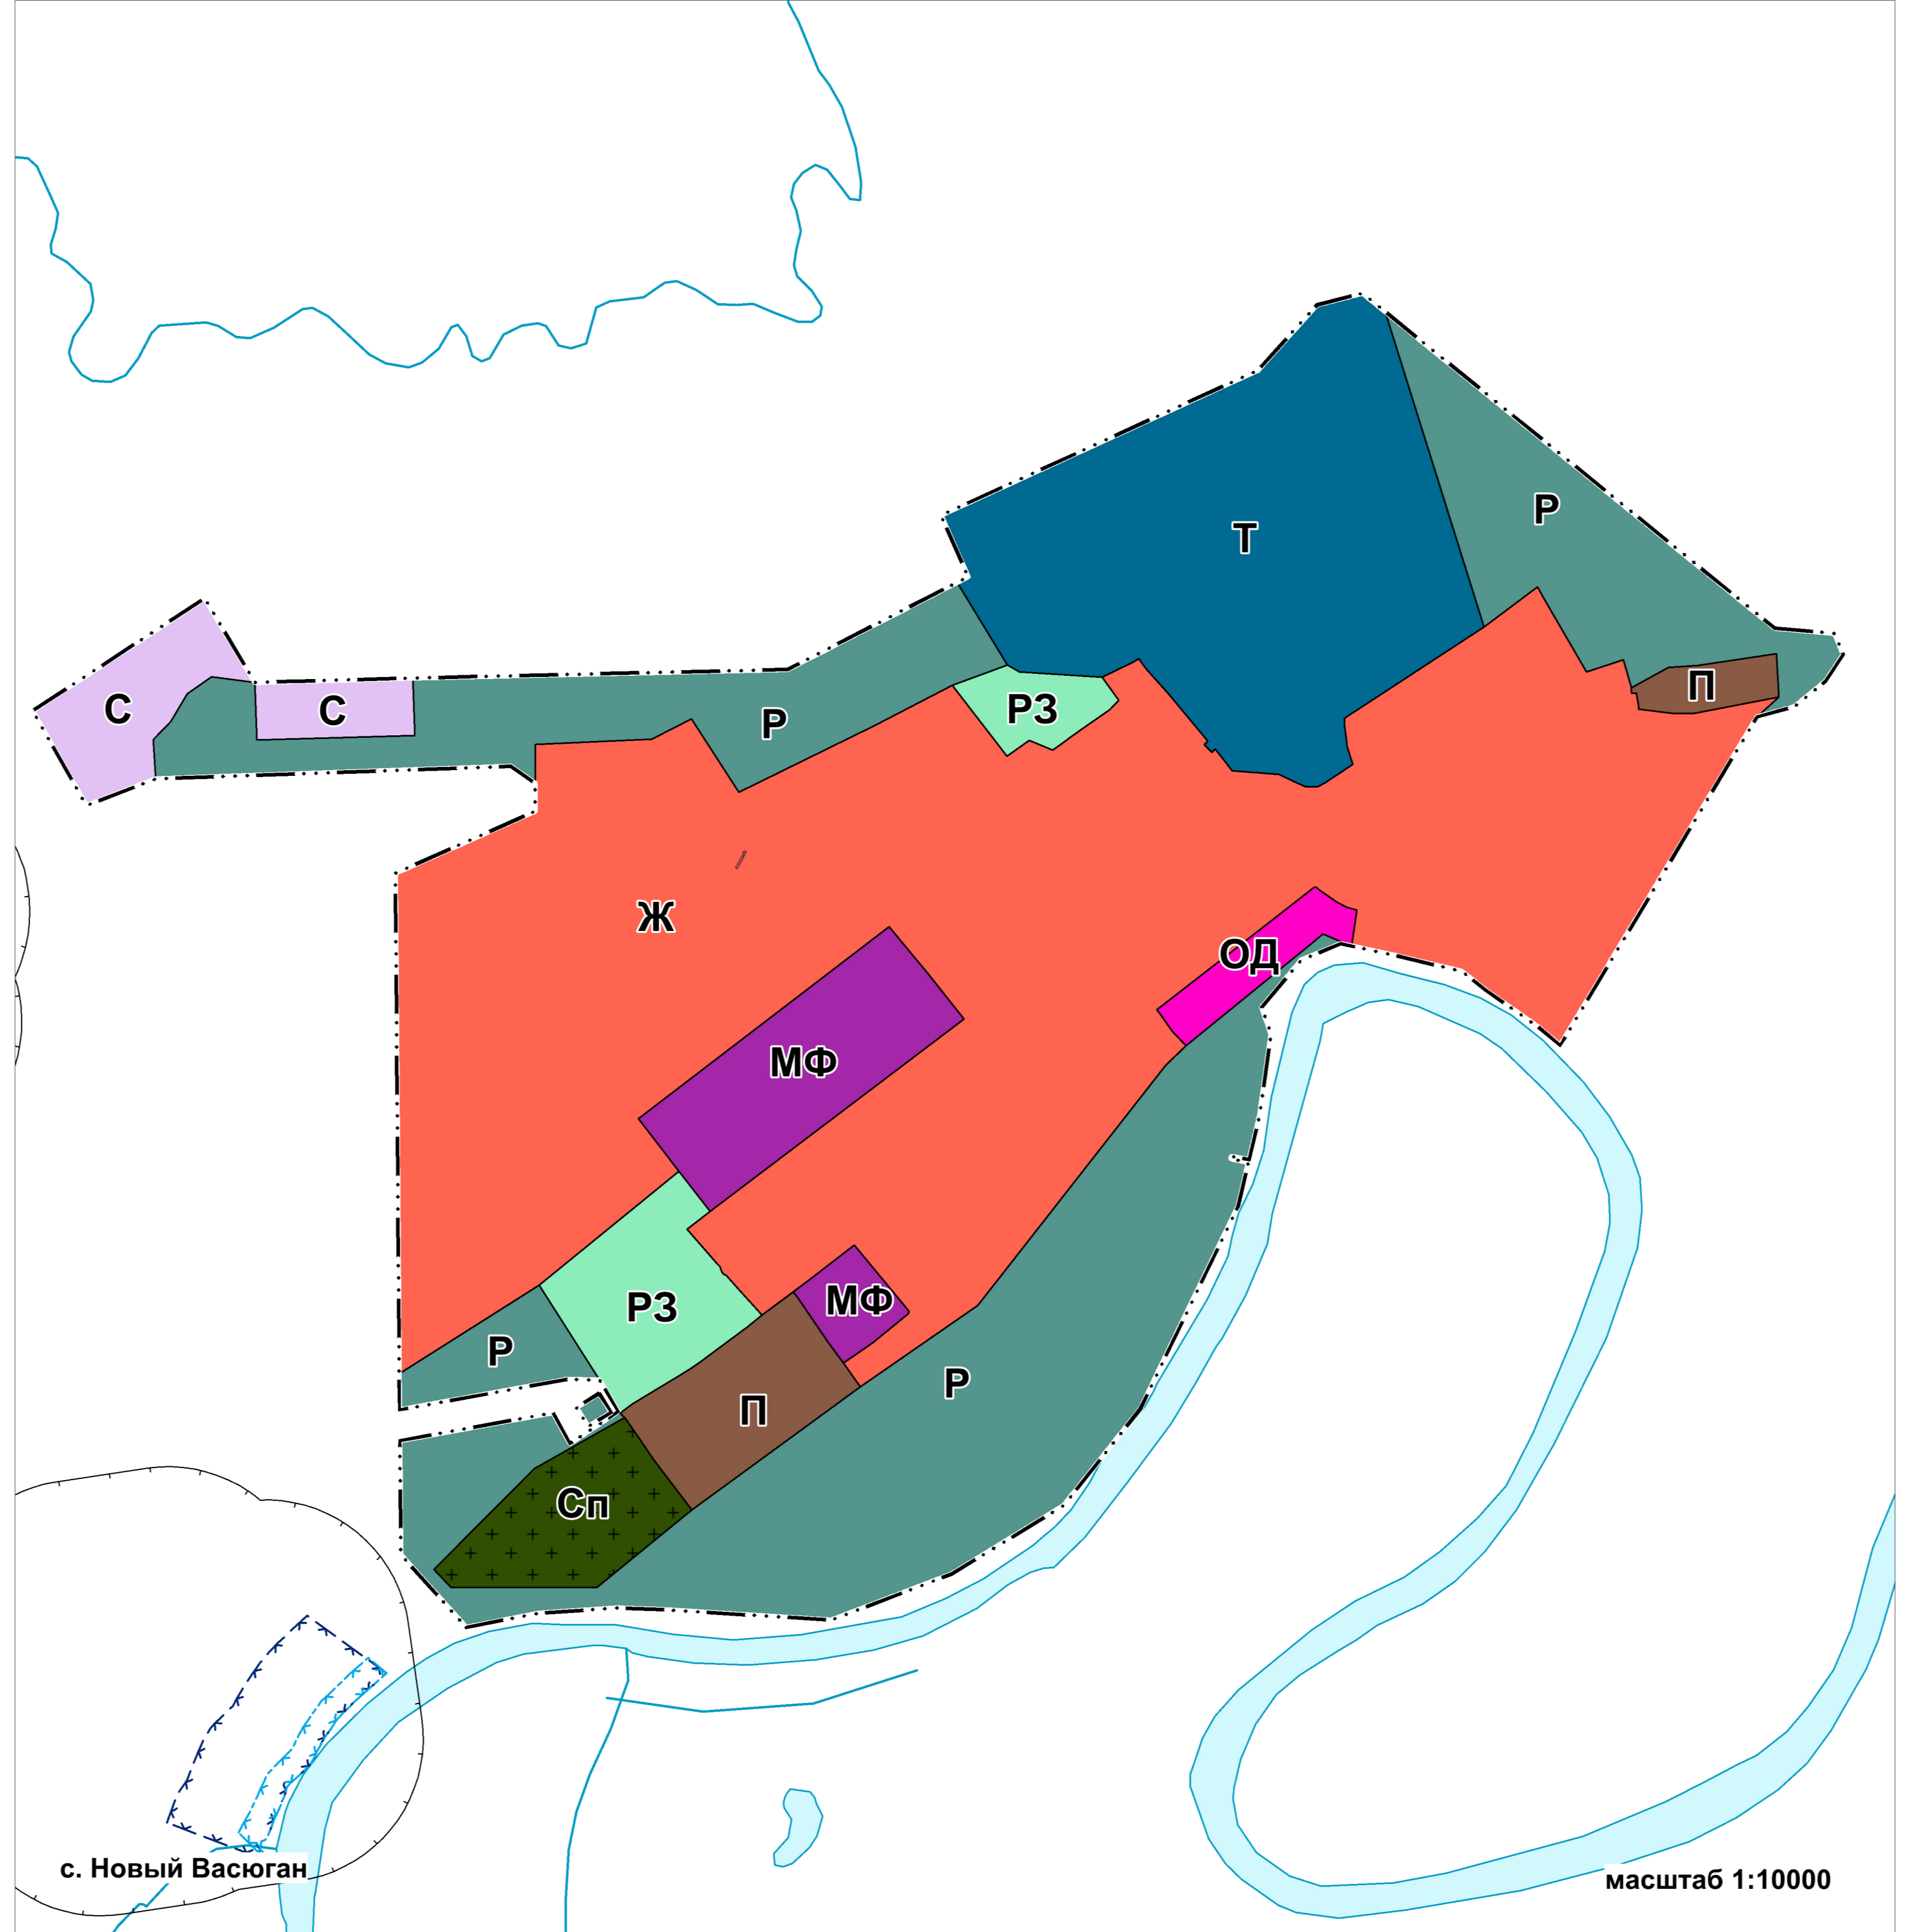 Р
Т
П
С
С
РЗ
Р
Ж
ОД
МФ
МФ
РЗ
Р
Р
П
Сп
с. Новый Васюган
масштаб 1:10000